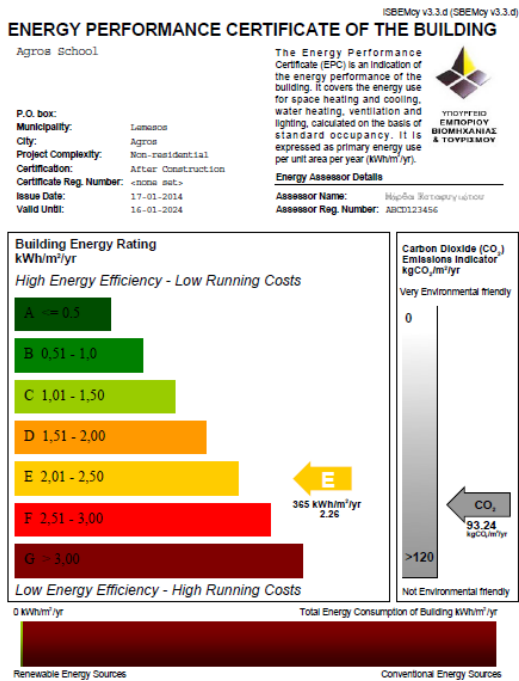 iSBEMcy v3.3.d (SBEMcy v3.3.d)
ENERGY PERFORMANCE CERTIFICATE OF THE BUILDING
Agros School
The Energy Performance
Certificate (EPC) is an indication of
the energy performance of the
building. It covers the energy use
for space heating and cooling,
water heating, ventilation and
lighting, calculated on the basis of
standard occupancy. It is
expressed as primary energy use
per unit area per year (kWh/m²/yr).
ΥΠΟΥΡΓΕΙΟ
ΕΜΠΟΡΙΟΥ
ΒΙΟΜΗΧΑΝΙΑΣ
& ΤΟΥΡΙΣΜΟΥ
P.O. box:
Municipality: Lemesos
City: Agros
Project Complexity: Non-residential
Certification: After Construction
Certificate Reg. Number: <none set>
Issue Date: 17-01-2014
Valid Until: 16-01-2024
Energy Assessor Details
Assessor Name:
Assessor Reg. Number: ABCD123456
Building Energy Rating
kWh/m²/yr
High Energy Efficiency - Low Running Costs
A <= 0.5
B 0,51 - 1,0
C 1,01 - 1,50
D 1,51 - 2,00
E 2,01 - 2,50
F 2,51 - 3,00
G > 3,00
E
365 kWh/m²/yr
2.26
Low Energy Efficiency - High Running Costs
Carbon Dioxide (CO₂)
Emissions Indicator
kgCO₂/m²/yr
Very Environmental friendly
0
CO₂
93.24
kgCO₂/m²/yr
>120
Not Environmental friendly
0 kWh/m²/yr
Total Energy Consumption of Building kWh/m²/yr
Renewable Energy Sources
Conventional Energy Sources